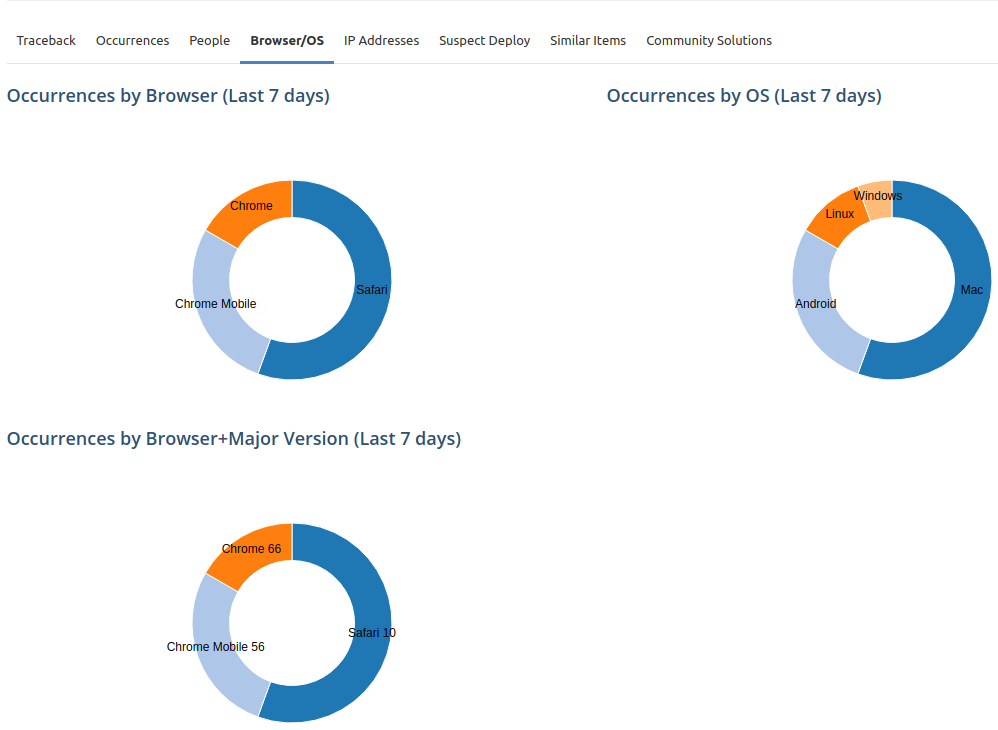 Traceback Occurrences People Browser/OS IP Addresses Suspect Deploy Similar Items Community Solutions
Occurrences by Browser (Last 7 days)
Chrome
Safari
Chrome Mobile
Occurrences by OS (Last 7 days)
Windows
Linux
Mac
Android
Occurrences by Browser+Major Version (Last 7 days)
Chrome 66
Safari 10
Chrome Mobile 56